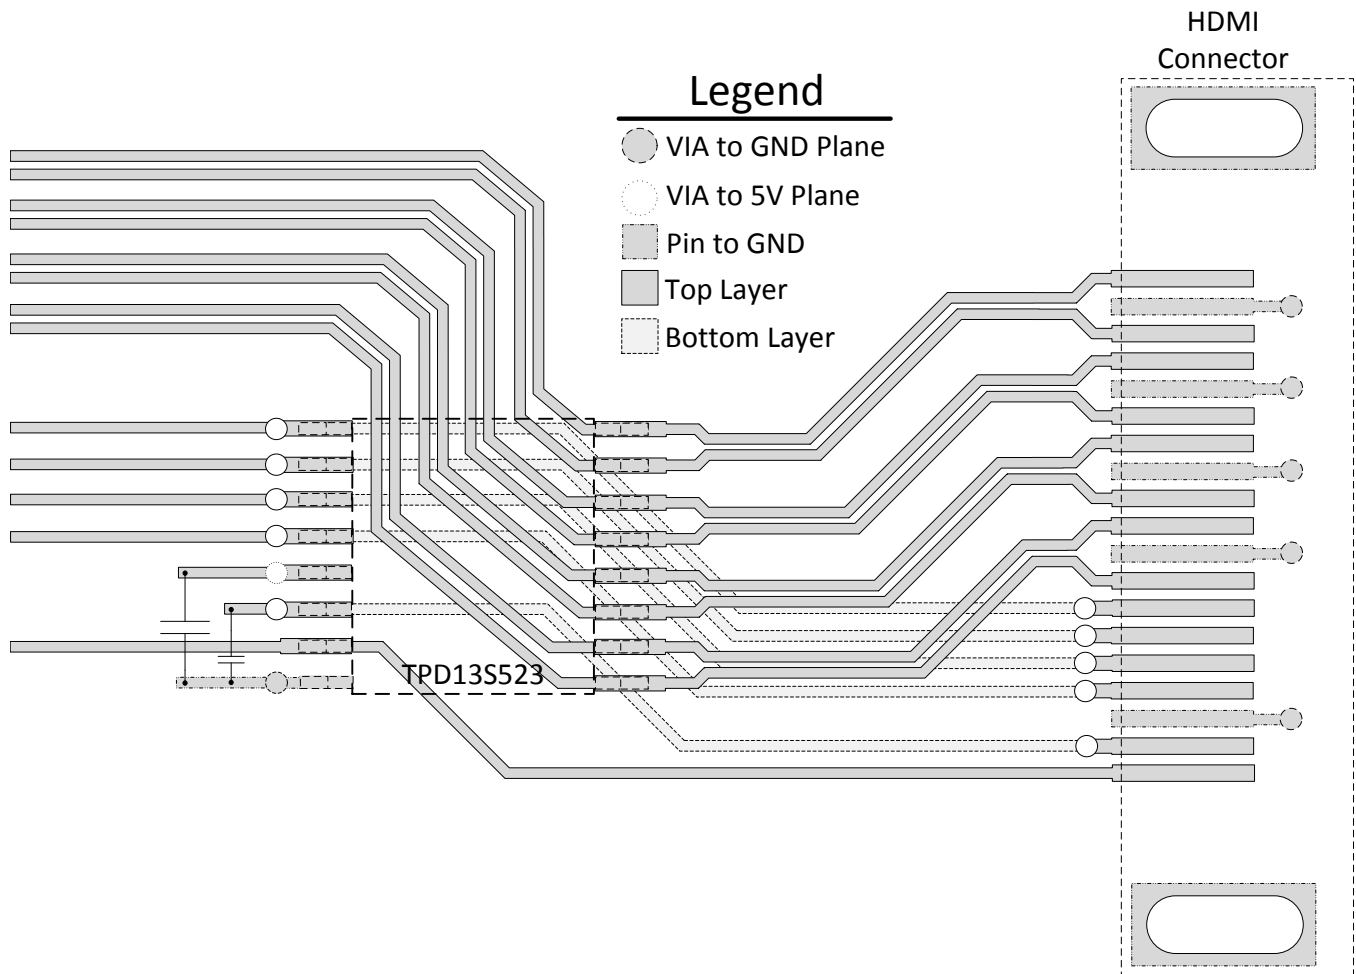 HDMI
Connector
Legend
VIA to GND Plane
VIA to 5V Plane
Pin to GND
Top Layer
Bottom Layer
TPD13S523